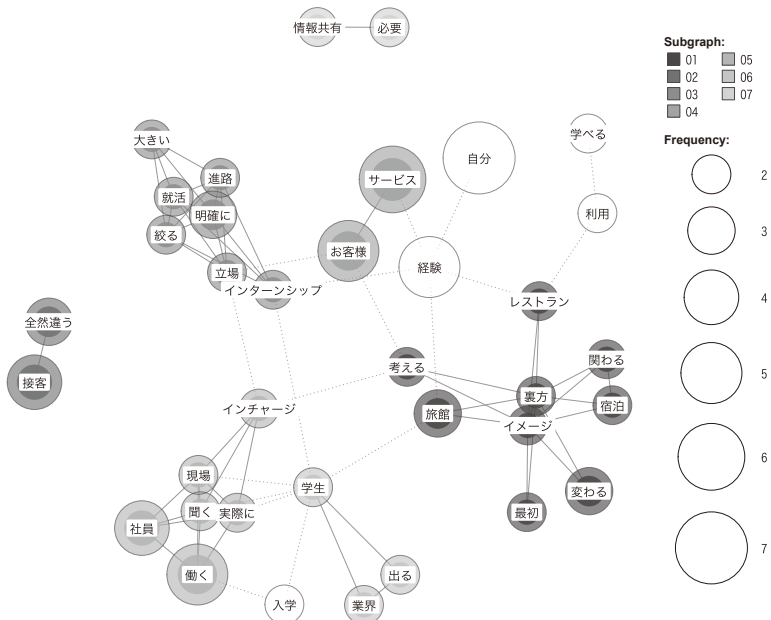 情報共有
必要
Subgraph:
01
05
02
06
03
07
04
Frequency:
2
3
4
5
6
7
大きい
進路
就活
明確に
絞る
立場
インターンシップ
サービス
自分
学べる
お客様
利用
経験
レストラン
全然違う
接客
考える
関わる
裏方
宿泊
旅館
イメージ
インチャージ
現場
学生
変わる
最初
聞く
実際に
社員
働く
出る
入学
業界